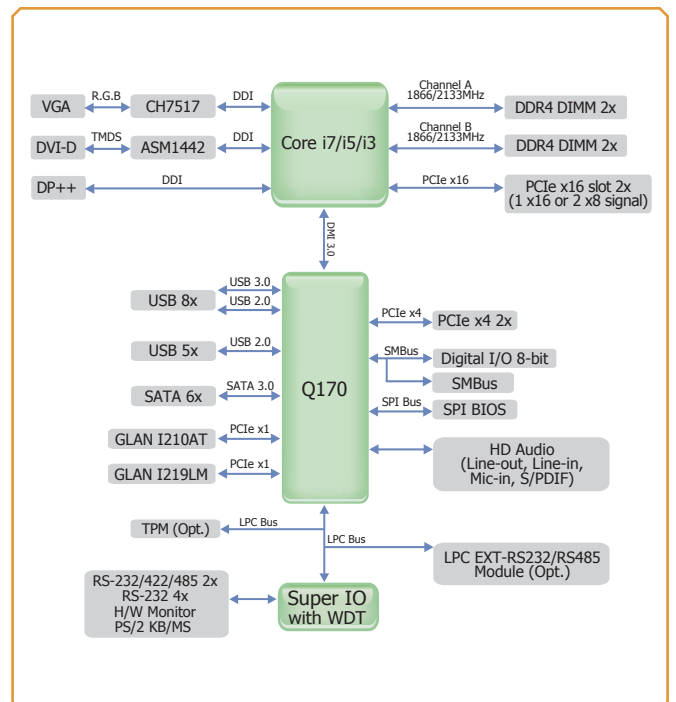 VGA
R.G.B
CH7517
DDI
Core i7/i5/i3
Channel A
1866/2133MHz
DDR4 DIMM 2x
DVI-D
TMDS
ASM1442
DDI
Channel B
1866/2133MHz
DDR4 DIMM 2x
DP++
DDI
PCIe x16
PCIe x16 slot 2x
(1 x16 or 2 x8 signal)
DMI 3.0
USB 8x
USB 3.0
USB 2.0
PCIe x4
PCIe x4 2x
USB 5x
USB 2.0
SMBus
Digital I/O 8-bit
SMBus
SATA 6x
SATA 3.0
Q170
SPI Bus
SPI BIOS
GLAN I210AT
PCIe x1
HD Audio
(Line-out, Line-in,
Mic-in, S/PDIF)
GLAN I219LM
PCIe x1
TPM (Opt.)
LPC Bus
LPC Bus
LPC EXT-RS232/RS485
Module (Opt.)
RS-232/422/485 2x
RS-232 4x
H/W Monitor
PS/2 KB/MS
Super IO
with WDT